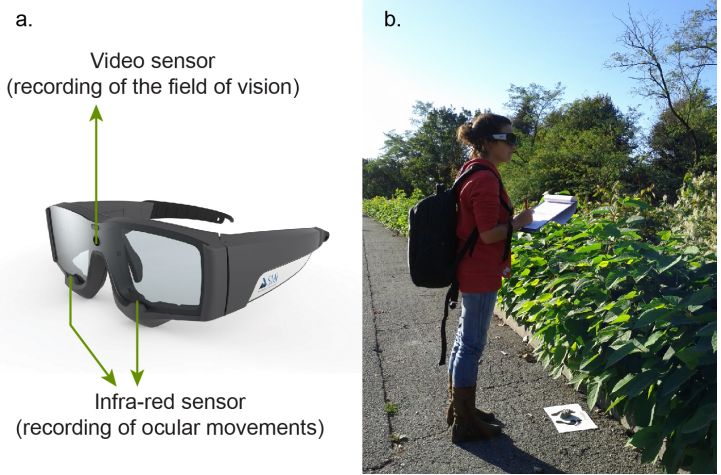 a.
Video sensor
(recording of the field of vision)
Infra-red sensor
(recording of ocular movements)
b.